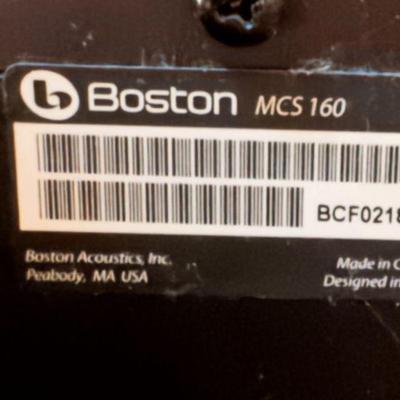 b Boston MCS 160
BCF0218
Boston Acoustics, Inc.
Peabody, MA USA
Made in
Designed in